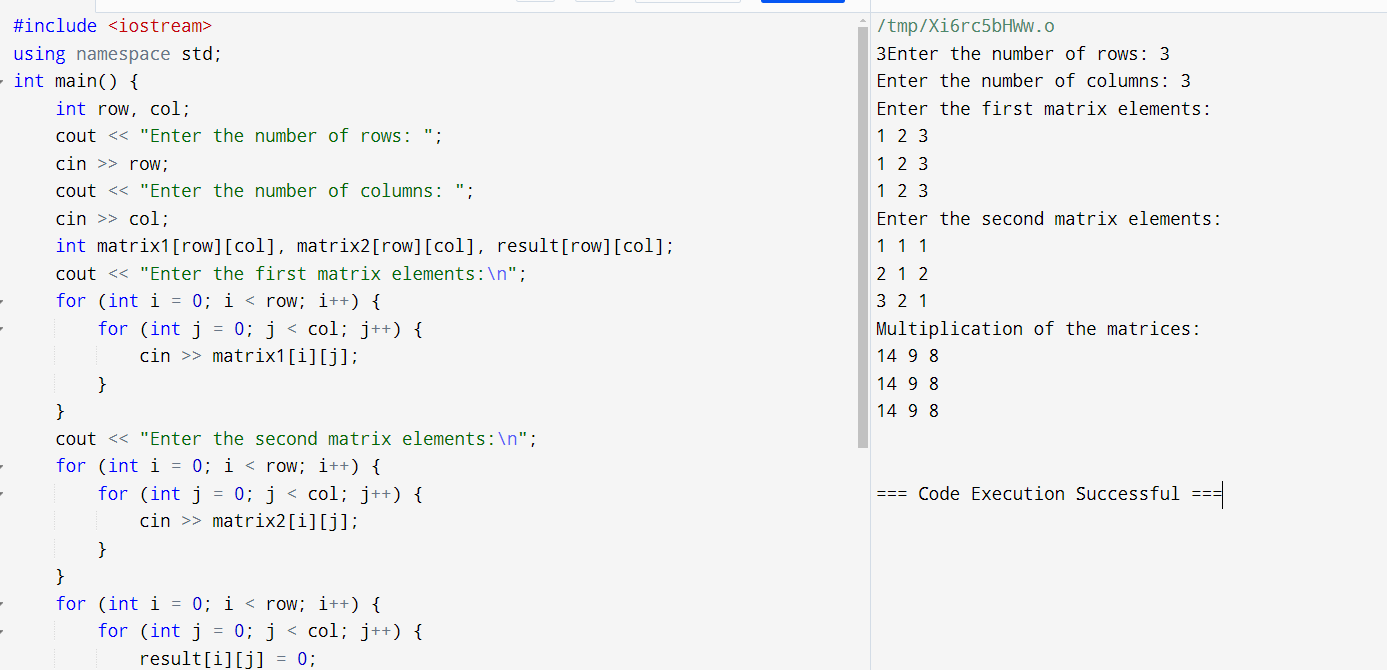 #include <iostream>
using namespace std;
int main() {
    int row, col;
    cout << "Enter the number of rows: ";
    cin >> row;
    cout << "Enter the number of columns: ";
    cin >> col;
    int matrix1[row][col], matrix2[row][col], result[row][col];
    cout << "Enter the first matrix elements:\n";
    for (int i = 0; i < row; i++) {
        for (int j = 0; j < col; j++) {
            cin >> matrix1[i][j];
        }
    }
    cout << "Enter the second matrix elements:\n";
    for (int i = 0; i < row; i++) {
        for (int j = 0; j < col; j++) {
            cin >> matrix2[i][j];
        }
    }
    for (int i = 0; i < row; i++) {
        for (int j = 0; j < col; j++) {
            result[i][j] = 0;
/tmp/Xi6rc5bHWw.o
3Enter the number of rows: 3
Enter the number of columns: 3
Enter the first matrix elements:
1 2 3
1 2 3
1 2 3
Enter the second matrix elements:
1 1 1
2 1 2
3 2 1
Multiplication of the matrices:
14 9 8
14 9 8
14 9 8
=== Code Execution Successful ===